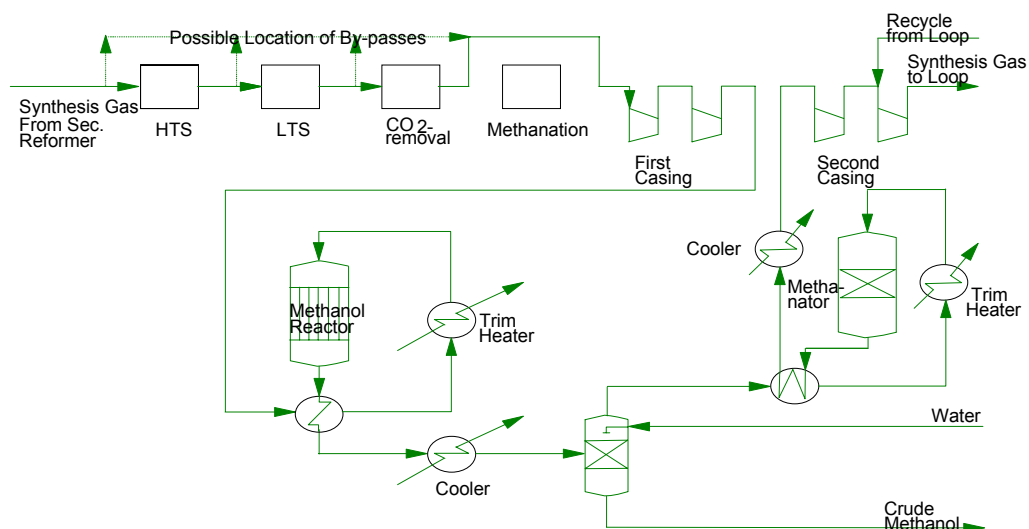 Possible Location of By-passes
Recycle
from Loop
Synthesis Gas
to Loop
Synthesis Gas
From Sec.
Reformer
HTS
LTS
CO 2-
removal
Methanation
First
Casing
Second
Casing
Cooler
Metha-
nator
Trim
Heater
Methanol
Reactor
Trim
Heater
Water
Cooler
Crude
Methanol